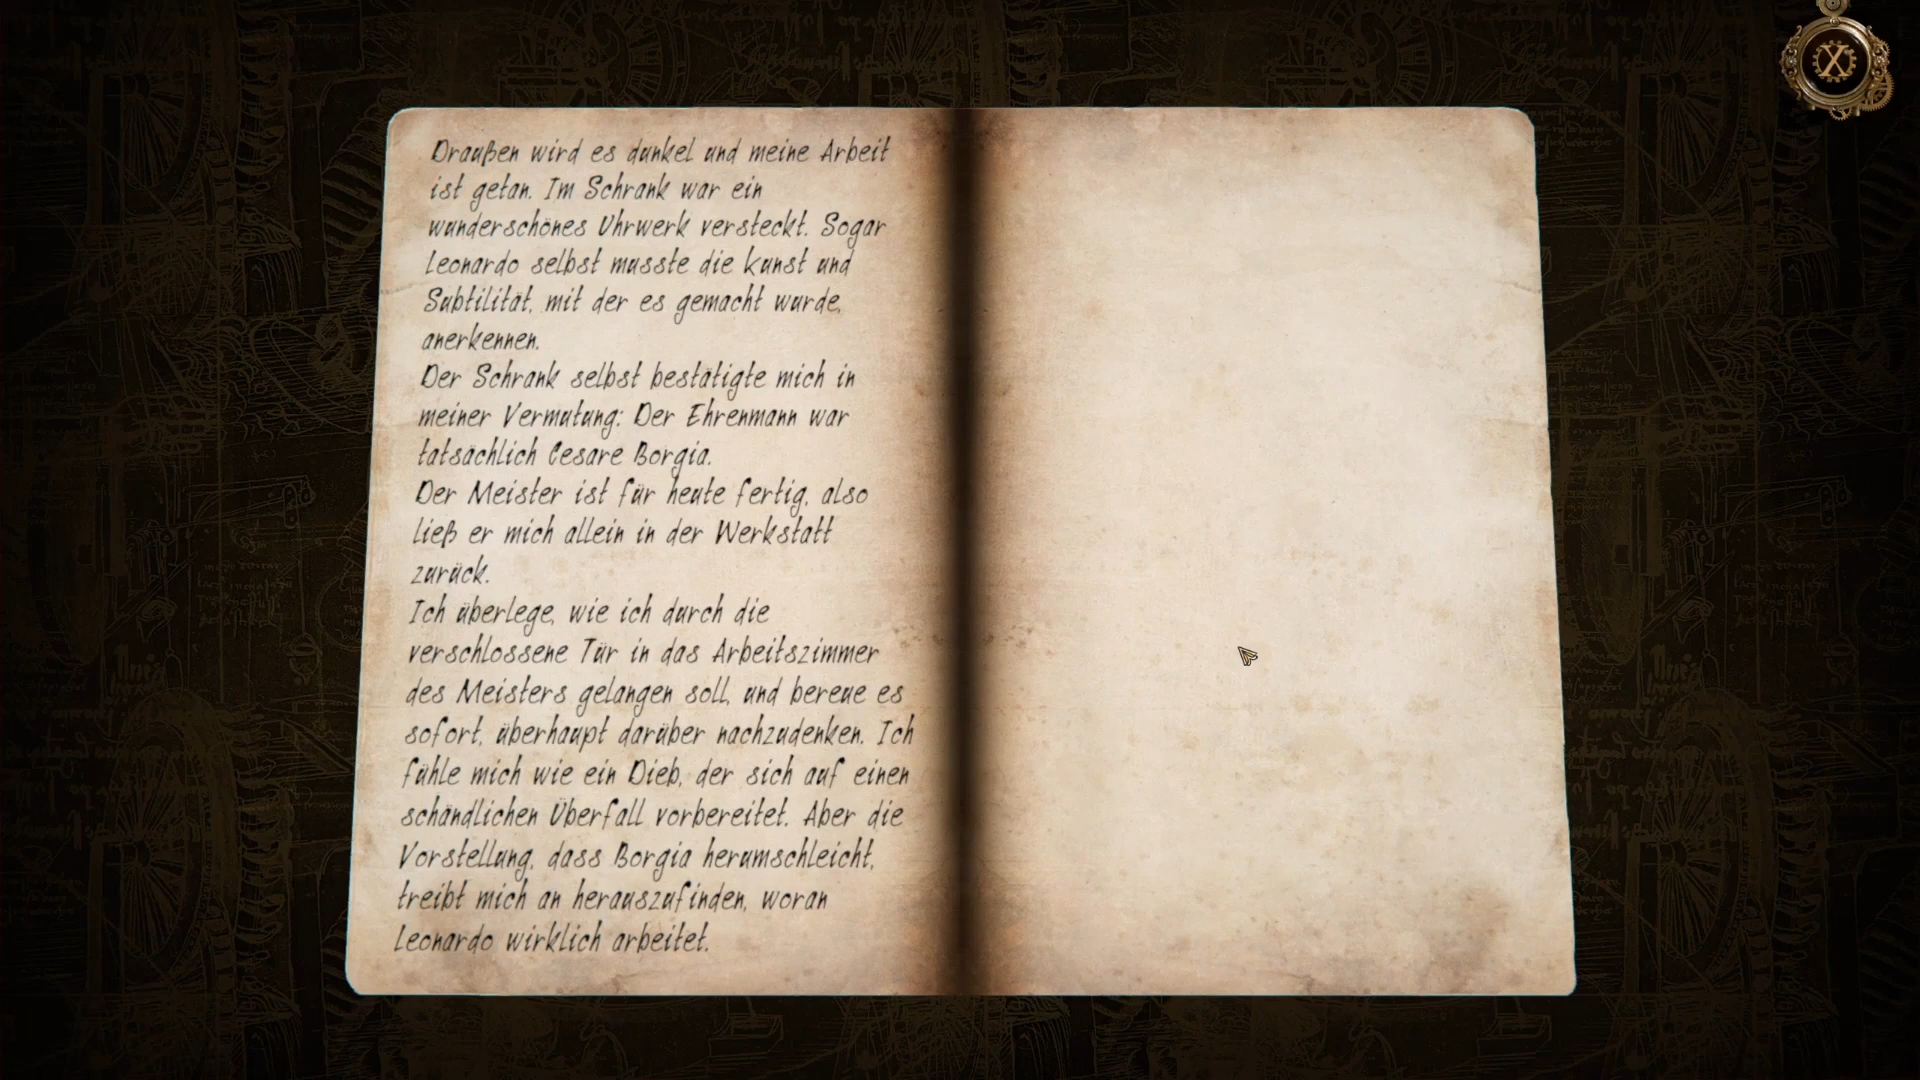 Draußen wird es dunkel und meine Arbeit
ist getan. Im Schrank war ein
wunderschönes Uhrwerk versteckt. Sogar
Leonardo selbst musste die Kunst und
Subtilität, mit der es gemacht wurde,
anerkennen.
Der Schrank selbst bestätigte mich in
meiner Vermutung: Der Ehrenmann war
tatsächlich Cesare Borgia.
Der Meister ist für heute fertig, also
ließ er mich allein in der Werkstatt
zurück.
Ich überlege, wie ich durch die
verschlossene Tür in das Arbeitszimmer
des Meisters gelangen soll, und bereue es
sofort, überhaupt darüber nachzudenken. Ich
fühle mich wie ein Dieb, der sich auf einen
schändlichen Überfall vorbereitet. Aber die
Vorstellung, dass Borgia herumschleicht,
treibt mich an herauszufinden, woran
Leonardo wirklich arbeitet.